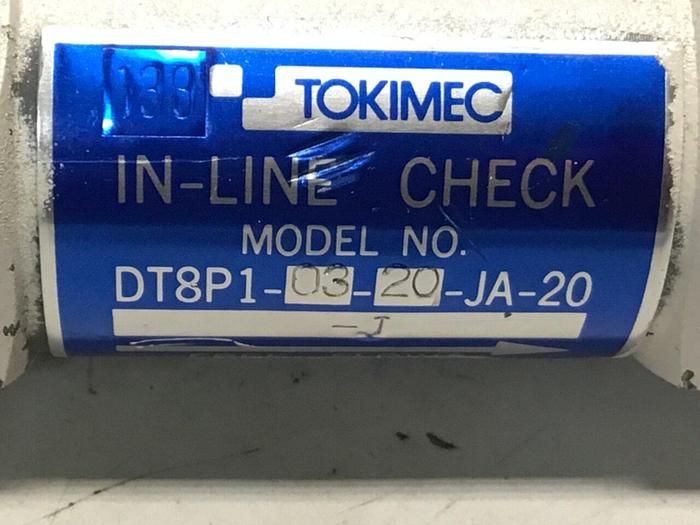 138 TOKIMEC
IN-LINE CHECK
MODEL NO.
DT8P1-03-20-JA-20
-J